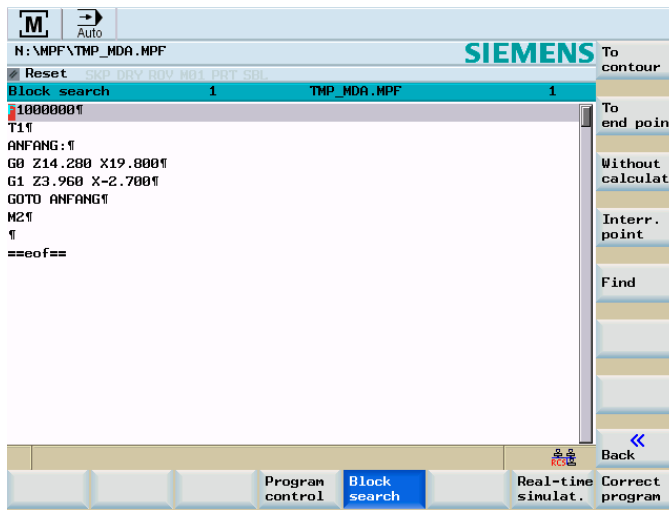 M
Auto
N:\MPF\TMP_MDA.MPF
SIEMENS
Reset SKP DRY ROV M01 PRT SBL
Block search 1 TMP_MDA.MPF 1
1000000¶
T1¶
ANFANG:¶
G0 Z14.280 X19.800¶
G1 Z3.960 X-2.700¶
GOTO ANFANG¶
M2¶
¶
==eof==
To
contour
To
end poin
Without
calculat
Interr.
point
Find
Back
RCS
Program
control
Block
search
Real-time
simulat.
Correct
program